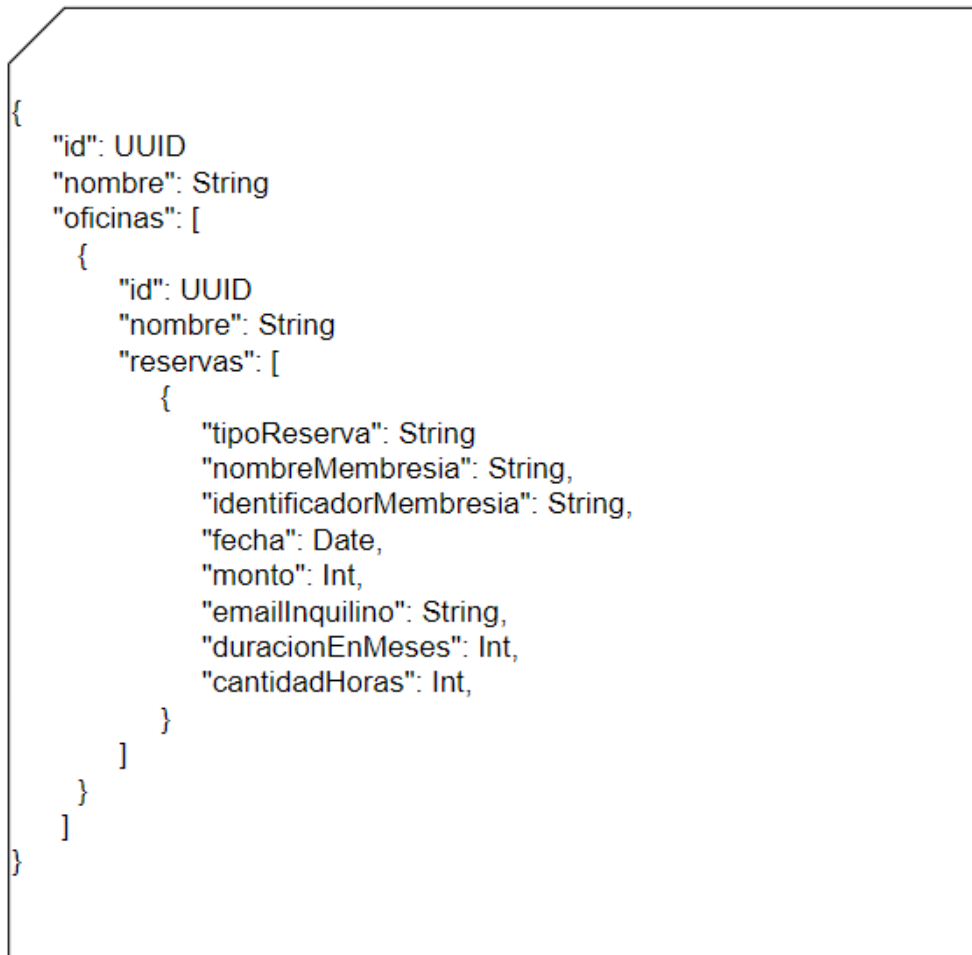 {
"id": UUID
"nombre": String
"oficinas": [
{
"id": UUID
"nombre": String
"reservas": [
{
"tipoReserva": String
"nombreMembresia": String,
"identificadorMembresia": String,
"fecha": Date,
"monto": Int,
"emailInquilino": String,
"duracionEnMeses": Int,
"cantidadHoras": Int,
}
]
}
]
}